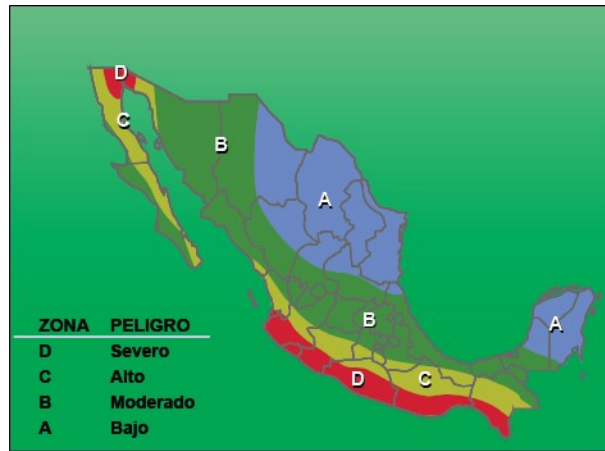 D
C
B
A
B
A
D
C
ZONA PELIGRO
D Severo
C Alto
B Moderado
A Bajo